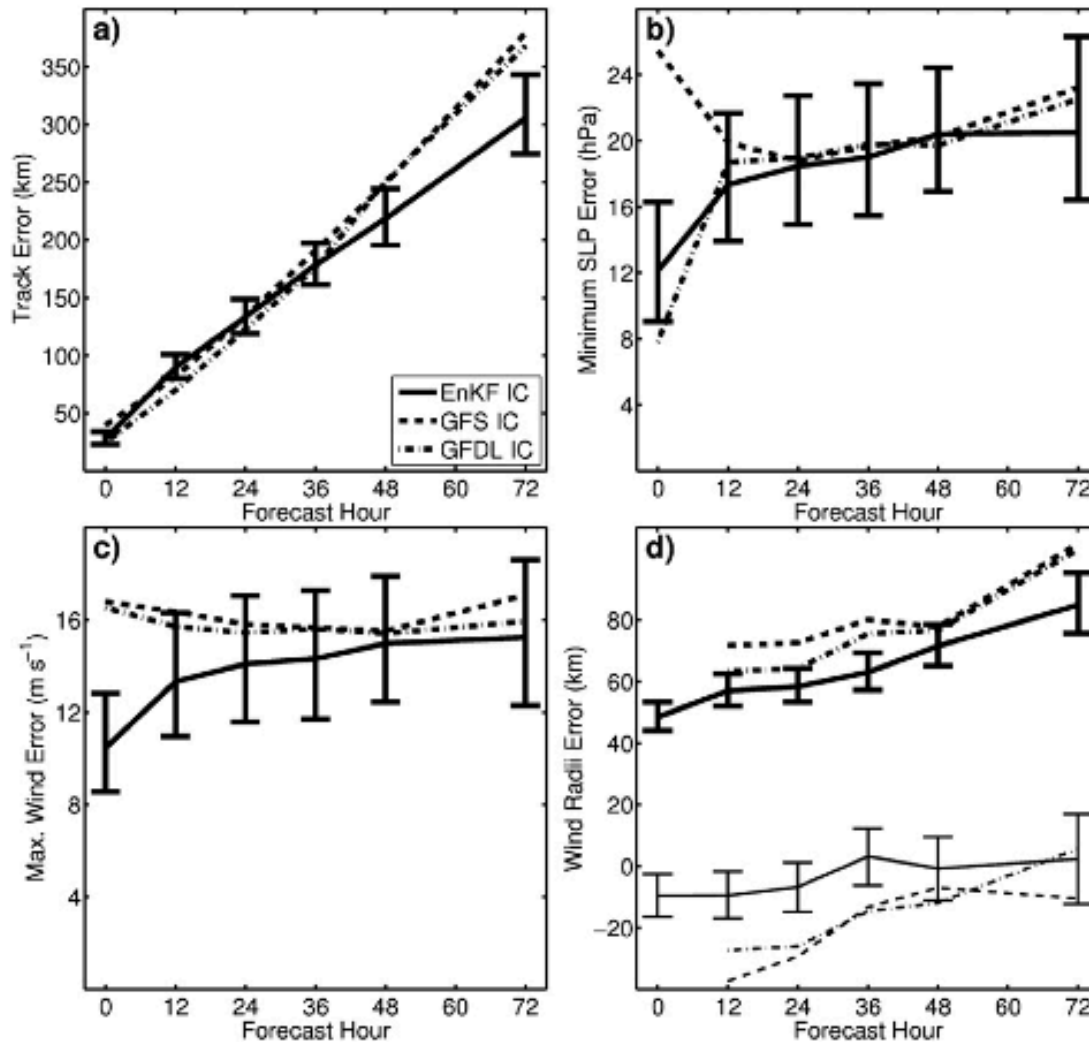 a)
Track Error (km)
350
300
250
200
150
100
50
EnKF IC
GFS IC
GFDL IC
0 12 24 36 48 60 72
Forecast Hour
b)
Minimum SLP Error (hPa)
24
20
16
12
8
4
0 12 24 36 48 60 72
Forecast Hour
c)
Max. Wind Error (m s⁻¹)
16
12
8
4
0 12 24 36 48 60 72
Forecast Hour
d)
Wind Radii Error (km)
80
60
40
20
0
−20
0 12 24 36 48 60 72
Forecast Hour